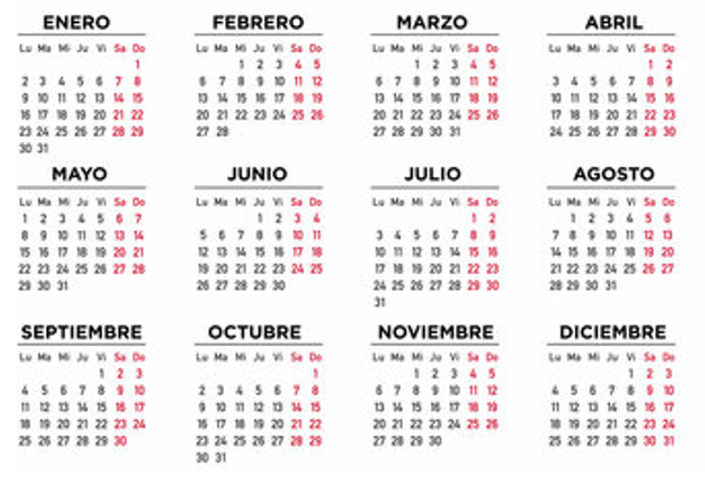 ENERO
Lu Ma Mi Ju Vi Sa Do
1
2 3 4 5 6 7 8
9 10 11 12 13 14 15
16 17 18 19 20 21 22
23 24 25 26 27 28 29
30 31
FEBRERO
Lu Ma Mi Ju Vi Sa Do
1 2 3 4 5
6 7 8 9 10 11 12
13 14 15 16 17 18 19
20 21 22 23 24 25 26
27 28
MARZO
Lu Ma Mi Ju Vi Sa Do
1 2 3 4 5
6 7 8 9 10 11 12
13 14 15 16 17 18 19
20 21 22 23 24 25 26
27 28 29 30 31
ABRIL
Lu Ma Mi Ju Vi Sa Do
1 2
3 4 5 6 7 8 9
10 11 12 13 14 15 16
17 18 19 20 21 22 23
24 25 26 27 28 29 30
MAYO
Lu Ma Mi Ju Vi Sa Do
1 2 3 4 5 6 7
8 9 10 11 12 13 14
15 16 17 18 19 20 21
22 23 24 25 26 27 28
29 30 31
JUNIO
Lu Ma Mi Ju Vi Sa Do
1 2 3 4
5 6 7 8 9 10 11
12 13 14 15 16 17 18
19 20 21 22 23 24 25
26 27 28 29 30
JULIO
Lu Ma Mi Ju Vi Sa Do
1 2
3 4 5 6 7 8 9
10 11 12 13 14 15 16
17 18 19 20 21 22 23
24 25 26 27 28 29 30
31
AGOSTO
Lu Ma Mi Ju Vi Sa Do
1 2 3 4 5 6
7 8 9 10 11 12 13
14 15 16 17 18 19 20
21 22 23 24 25 26 27
28 29 30 31
SEPTIEMBRE
Lu Ma Mi Ju Vi Sa Do
1 2 3
4 5 6 7 8 9 10
11 12 13 14 15 16 17
18 19 20 21 22 23 24
25 26 27 28 29 30
OCTUBRE
Lu Ma Mi Ju Vi Sa Do
1
2 3 4 5 6 7 8
9 10 11 12 13 14 15
16 17 18 19 20 21 22
23 24 25 26 27 28 29
30 31
NOVIEMBRE
Lu Ma Mi Ju Vi Sa Do
1 2 3 4 5
6 7 8 9 10 11 12
13 14 15 16 17 18 19
20 21 22 23 24 25 26
27 28 29 30
DICIEMBRE
Lu Ma Mi Ju Vi Sa Do
1 2 3
4 5 6 7 8 9 10
11 12 13 14 15 16 17
18 19 20 21 22 23 24
25 26 27 28 29 30 31